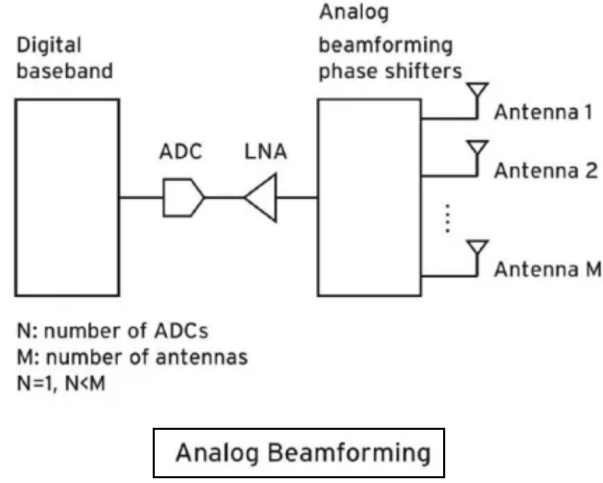 Analog
beamforming
phase shifters
Digital
baseband
ADC
LNA
Antenna 1
Antenna 2
Antenna M
N: number of ADCs
M: number of antennas
N=1, N<M
Analog Beamforming